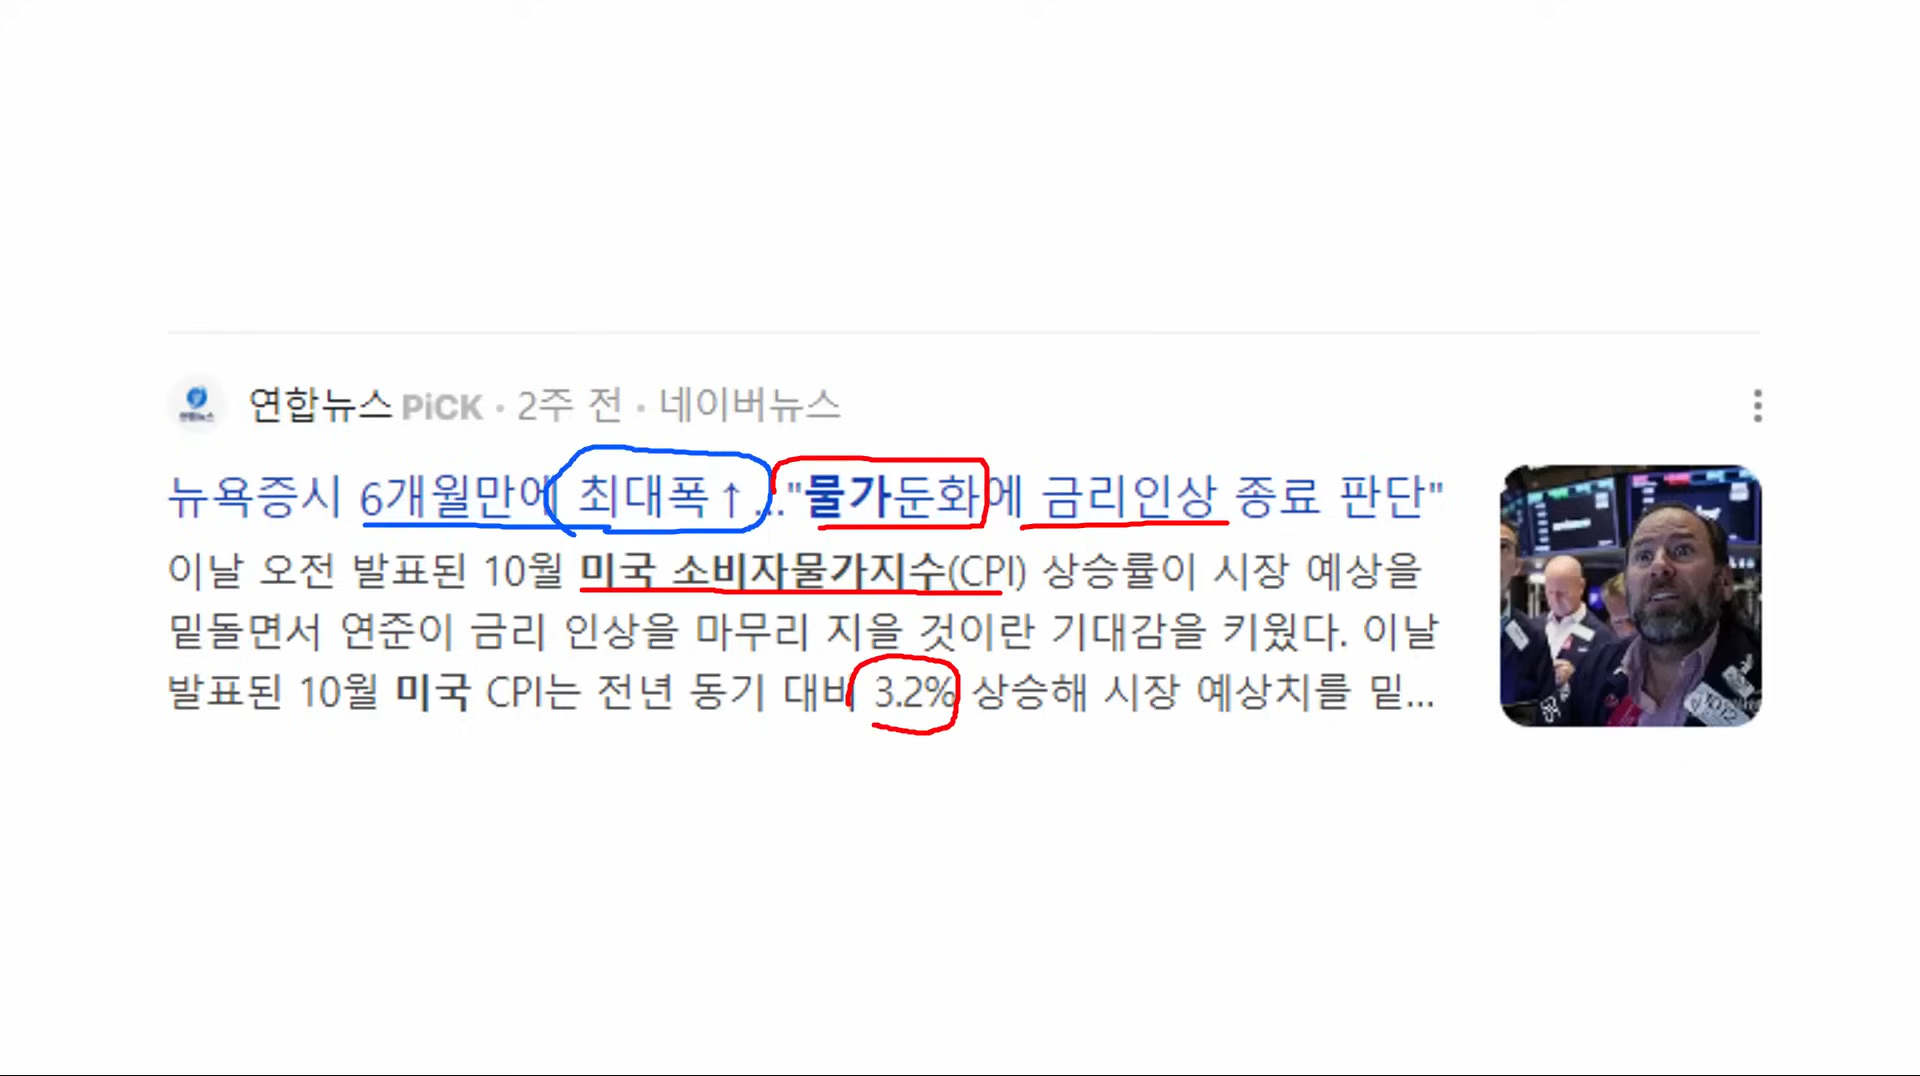 연합뉴스 PiCK · 2주 전 · 네이버뉴스
뉴욕증시 6개월만에 최대폭↑..."물가둔화에 금리인상 종료 판단"
이날 오전 발표된 10월 미국 소비자물가지수(CPI) 상승률이 시장 예상을
밑돌면서 연준이 금리 인상을 마무리 지을 것이란 기대감을 키웠다. 이날
발표된 10월 미국 CPI는 전년 동기 대비 3.2% 상승해 시장 예상치를 밑...